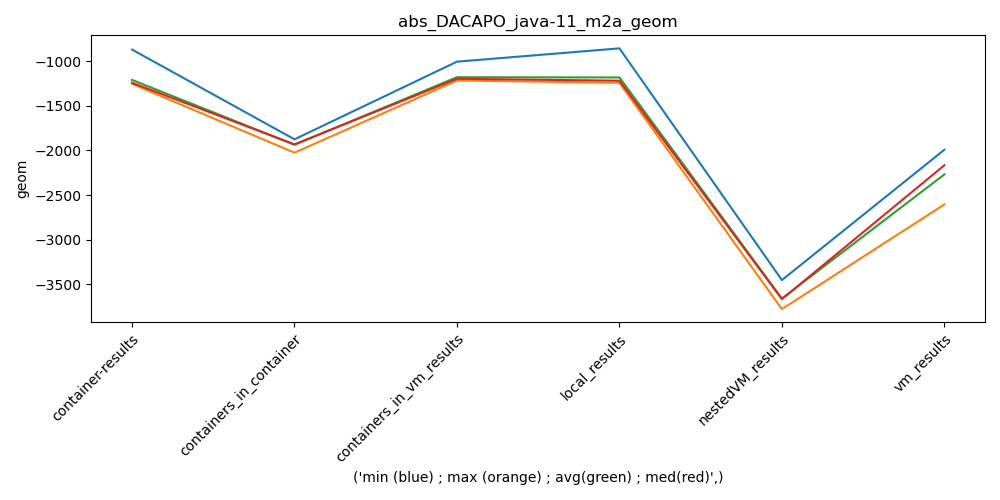 abs_DACAPO_java-11_m2a_geom
geom
−1000
−1500
−2000
−2500
−3000
−3500
container-results
containers_in_container
containers_in_vm_results
local_results
nestedVM_results
vm_results
('min (blue) ; max (orange) ; avg(green) ; med(red)',)